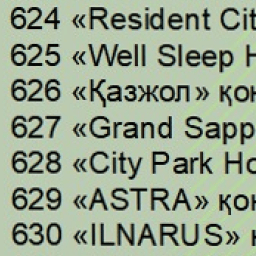 624 «Resident Cit
625 «Well Sleep H
626 «Қазжол» қон
627 «Grand Sapp
628 «City Park Ho
629 «ASTRA» қон
630 «ILNARUS» қ